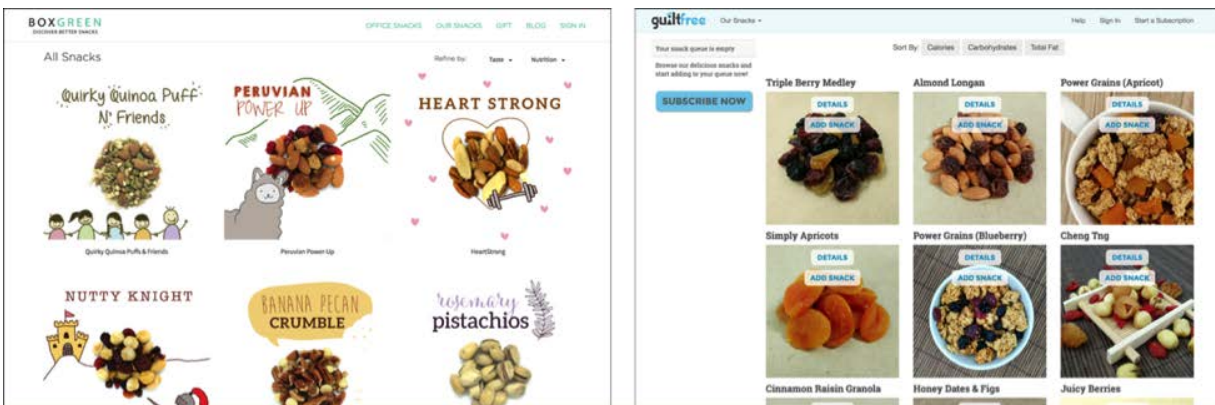 BOXGREEN
DISCOVER BETTER SNACKS
OFFICE SNACKS OUR SNACKS GIFT BLOG SIGN IN
All Snacks
Refine by: Taste Nutrition
Quirky Quinoa Puff
N' Friends
PERUVIAN
POWER UP
HEART STRONG
Quirky Quinoa Puffs & Friends
Peruvian Power Up
HeartStrong
NUTTY KNIGHT
BANANA PECAN
CRUMBLE
rosemary
pistachios
guiltfree
Our Snacks
Help Sign In Start a Subscription
Your snack queue is empty
Browse our delicious snacks and
start adding to your queue now!
SUBSCRIBE NOW
Sort By: Calories Carbohydrates Total Fat
Triple Berry Medley
DETAILS
ADD SNACK
Almond Longan
DETAILS
ADD SNACK
Power Grains (Apricot)
DETAILS
ADD SNACK
Simply Apricots
DETAILS
ADD SNACK
Power Grains (Blueberry)
DETAILS
ADD SNACK
Cheng Tng
DETAILS
ADD SNACK
Cinnamon Raisin Granola
Honey Dates & Figs
Juicy Berries